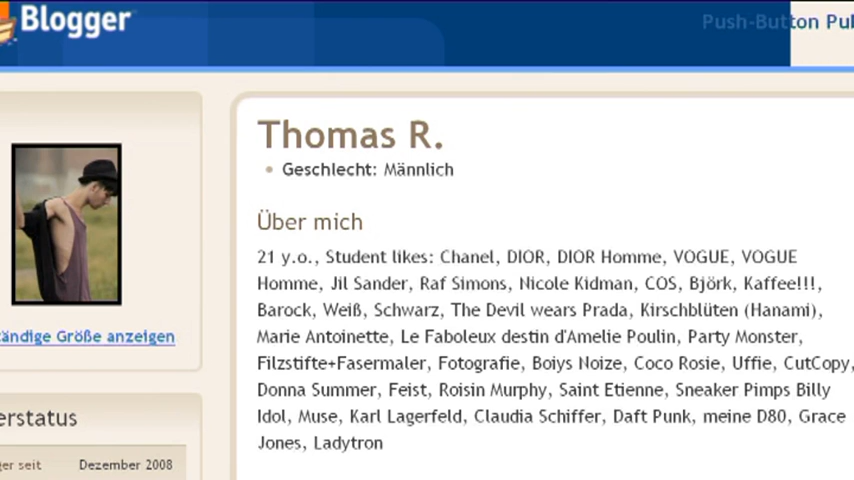 Blogger
Push-Button
Thomas R.
Geschlecht: Männlich
Über mich
21 y.o., Student likes: Chanel, DIOR, DIOR Homme, VOGUE, VOGUE
Homme, Jil Sander, Raf Simons, Nicole Kidman, COS, Björk, Kaffee!!!,
Barock, Weiß, Schwarz, The Devil wears Prada, Kirschblüten (Hanami),
Marie Antoinette, Le Faboleux destin d'Amelie Poulin, Party Monster,
Filzstifte+Fasermaler, Fotografie, Boiys Noize, Coco Rosie, Uffie, CutCopy,
Donna Summer, Feist, Roisin Murphy, Saint Etienne, Sneaker Pimps Billy
Idol, Muse, Karl Lagerfeld, Claudia Schiffer, Daft Punk, meine D80, Grace
Jones, Ladytron
tändige Größe anzeigen
erstatus
ger seit Dezember 2008